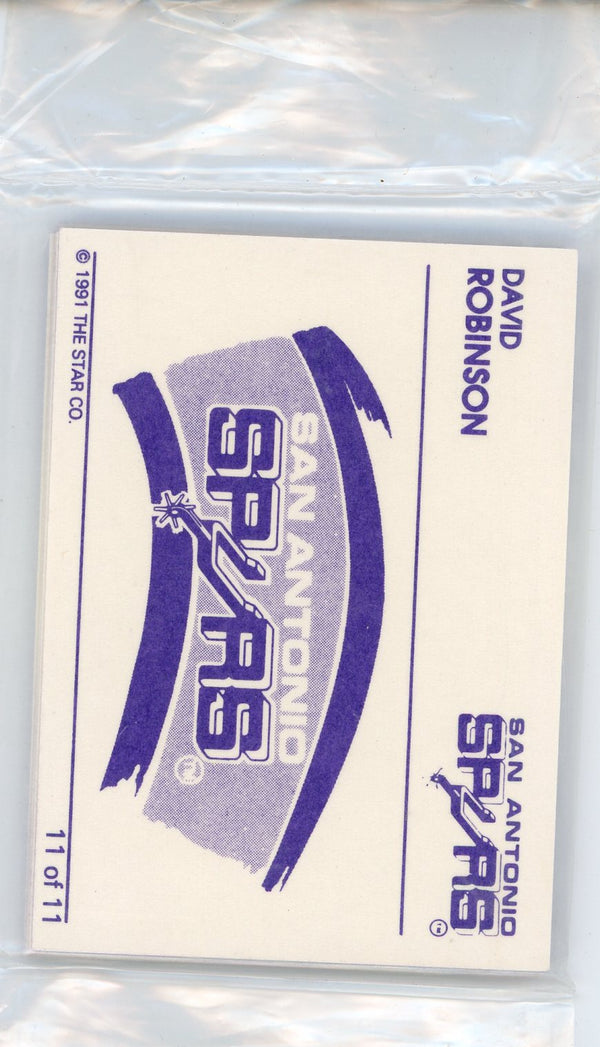 DAVID
ROBINSON
SAN ANTONIO
SPURS
SAN ANTONIO
SPURS
© 1991 THE STAR CO.
11 of 11